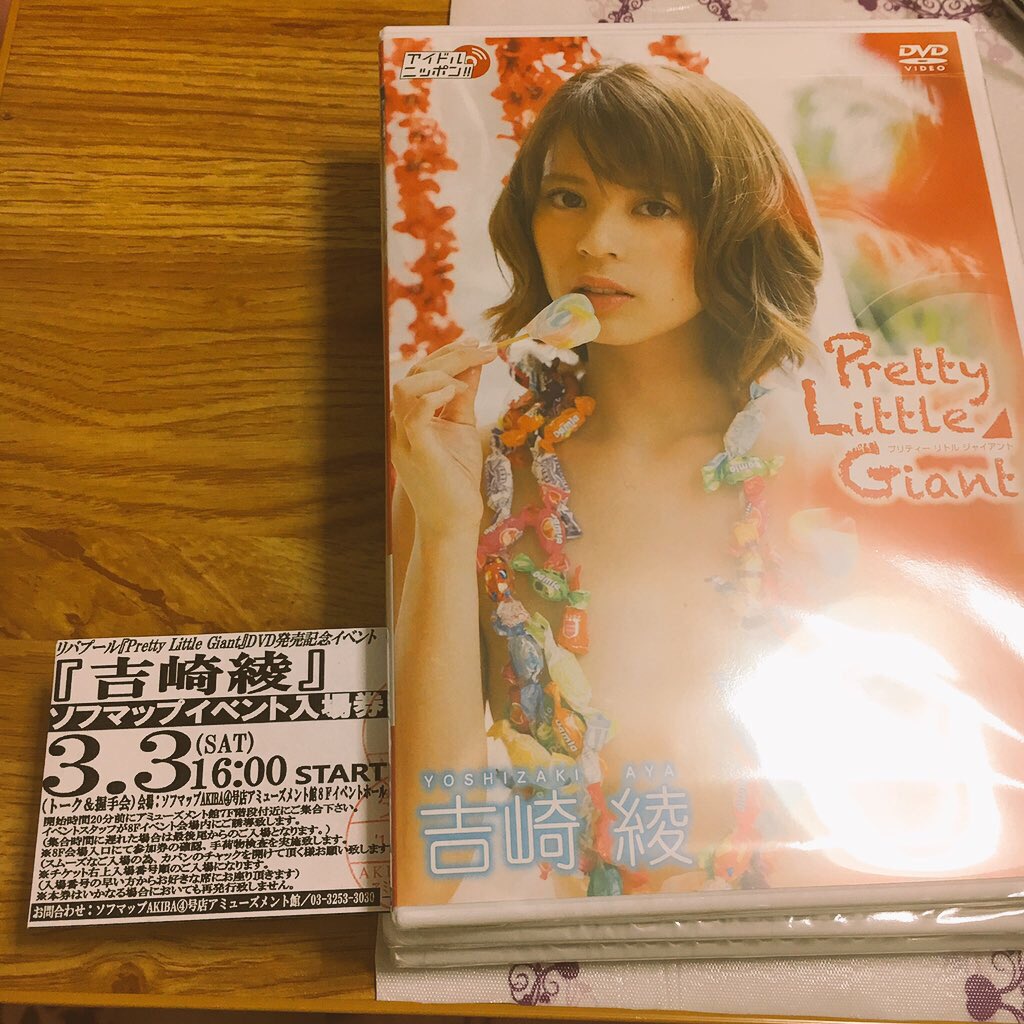 リバプール『Pretty Little Giant』DVD発売記念イベント
『吉崎綾』
ソフマップイベント入場券
3.3(SAT)
16:00 START
(トーク&握手会)会場:ソフマップAKIBA④号店アミューズメント館8Fイベントホール
開始時間20分前にアミューズメント館7F階段付近にご集合下さい
イベントスタッフが8Fイベント会場内にご誘導致します。
(集合時間に遅れた場合は最後尾からのご入場となります。)
※8F会場入口にて参加券の確認、手荷物検査を実施致します。
(スムーズなご入場の為、カバンのチャックを開けて頂く様お願い致します
※チケット右上入場番号順のご入場になります。
(入場番号の早い方からお好きな席にお座り頂きます)
※本券はいかなる場合においても再発行致しません。
お問合わせ:ソフマップAKIBA④号店アミューズメント館/03-3253-3030
アイドル
ニッポン!!
DVD
VIDEO
Pretty
Little
プリティー リトル ジャイアント
Giant
YOSHIZAKI AYA
吉崎 綾